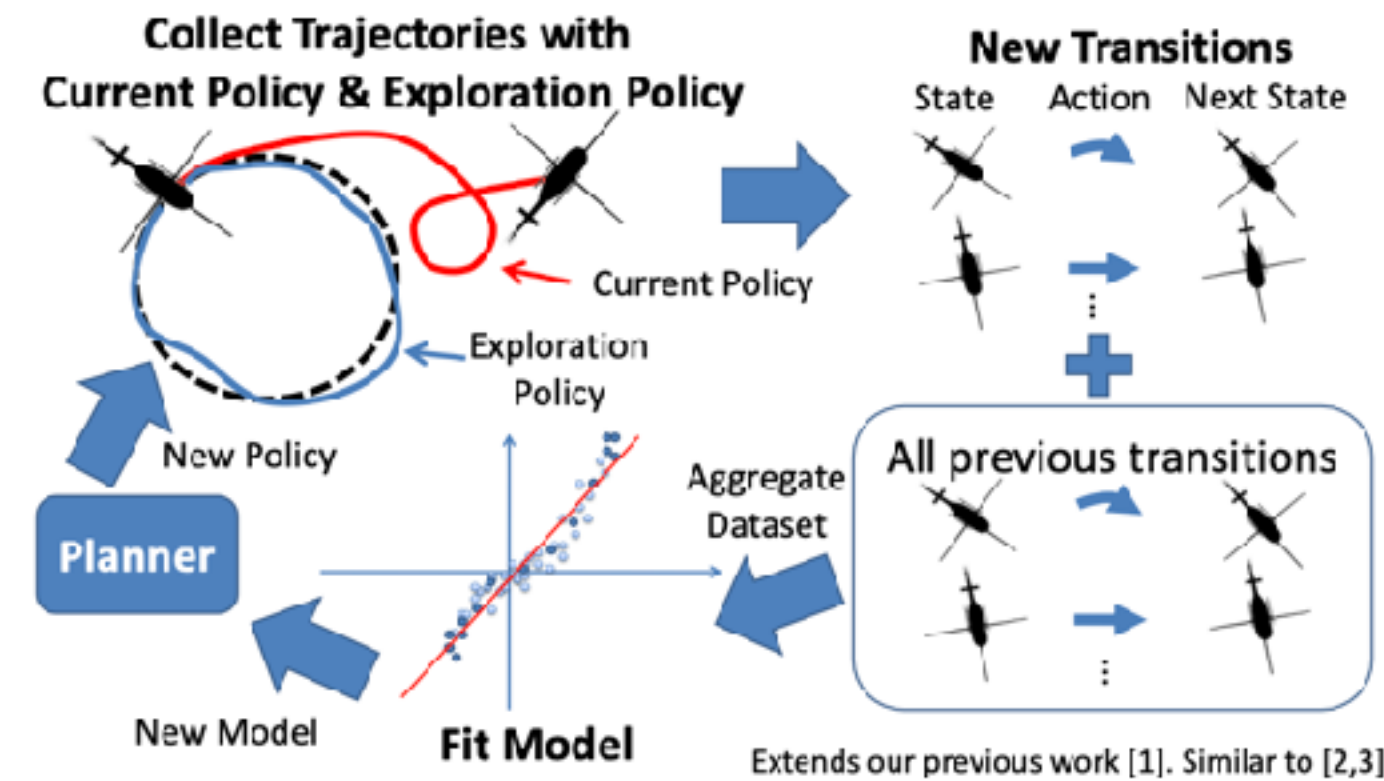 Collect Trajectories with
Current Policy & Exploration Policy
Current Policy
Exploration
Policy
New Transitions
State Action Next State
...
All previous transitions
...
Aggregate
Dataset
Fit Model
New Model
Planner
New Policy
Extends our previous work [1]. Similar to [2,3]